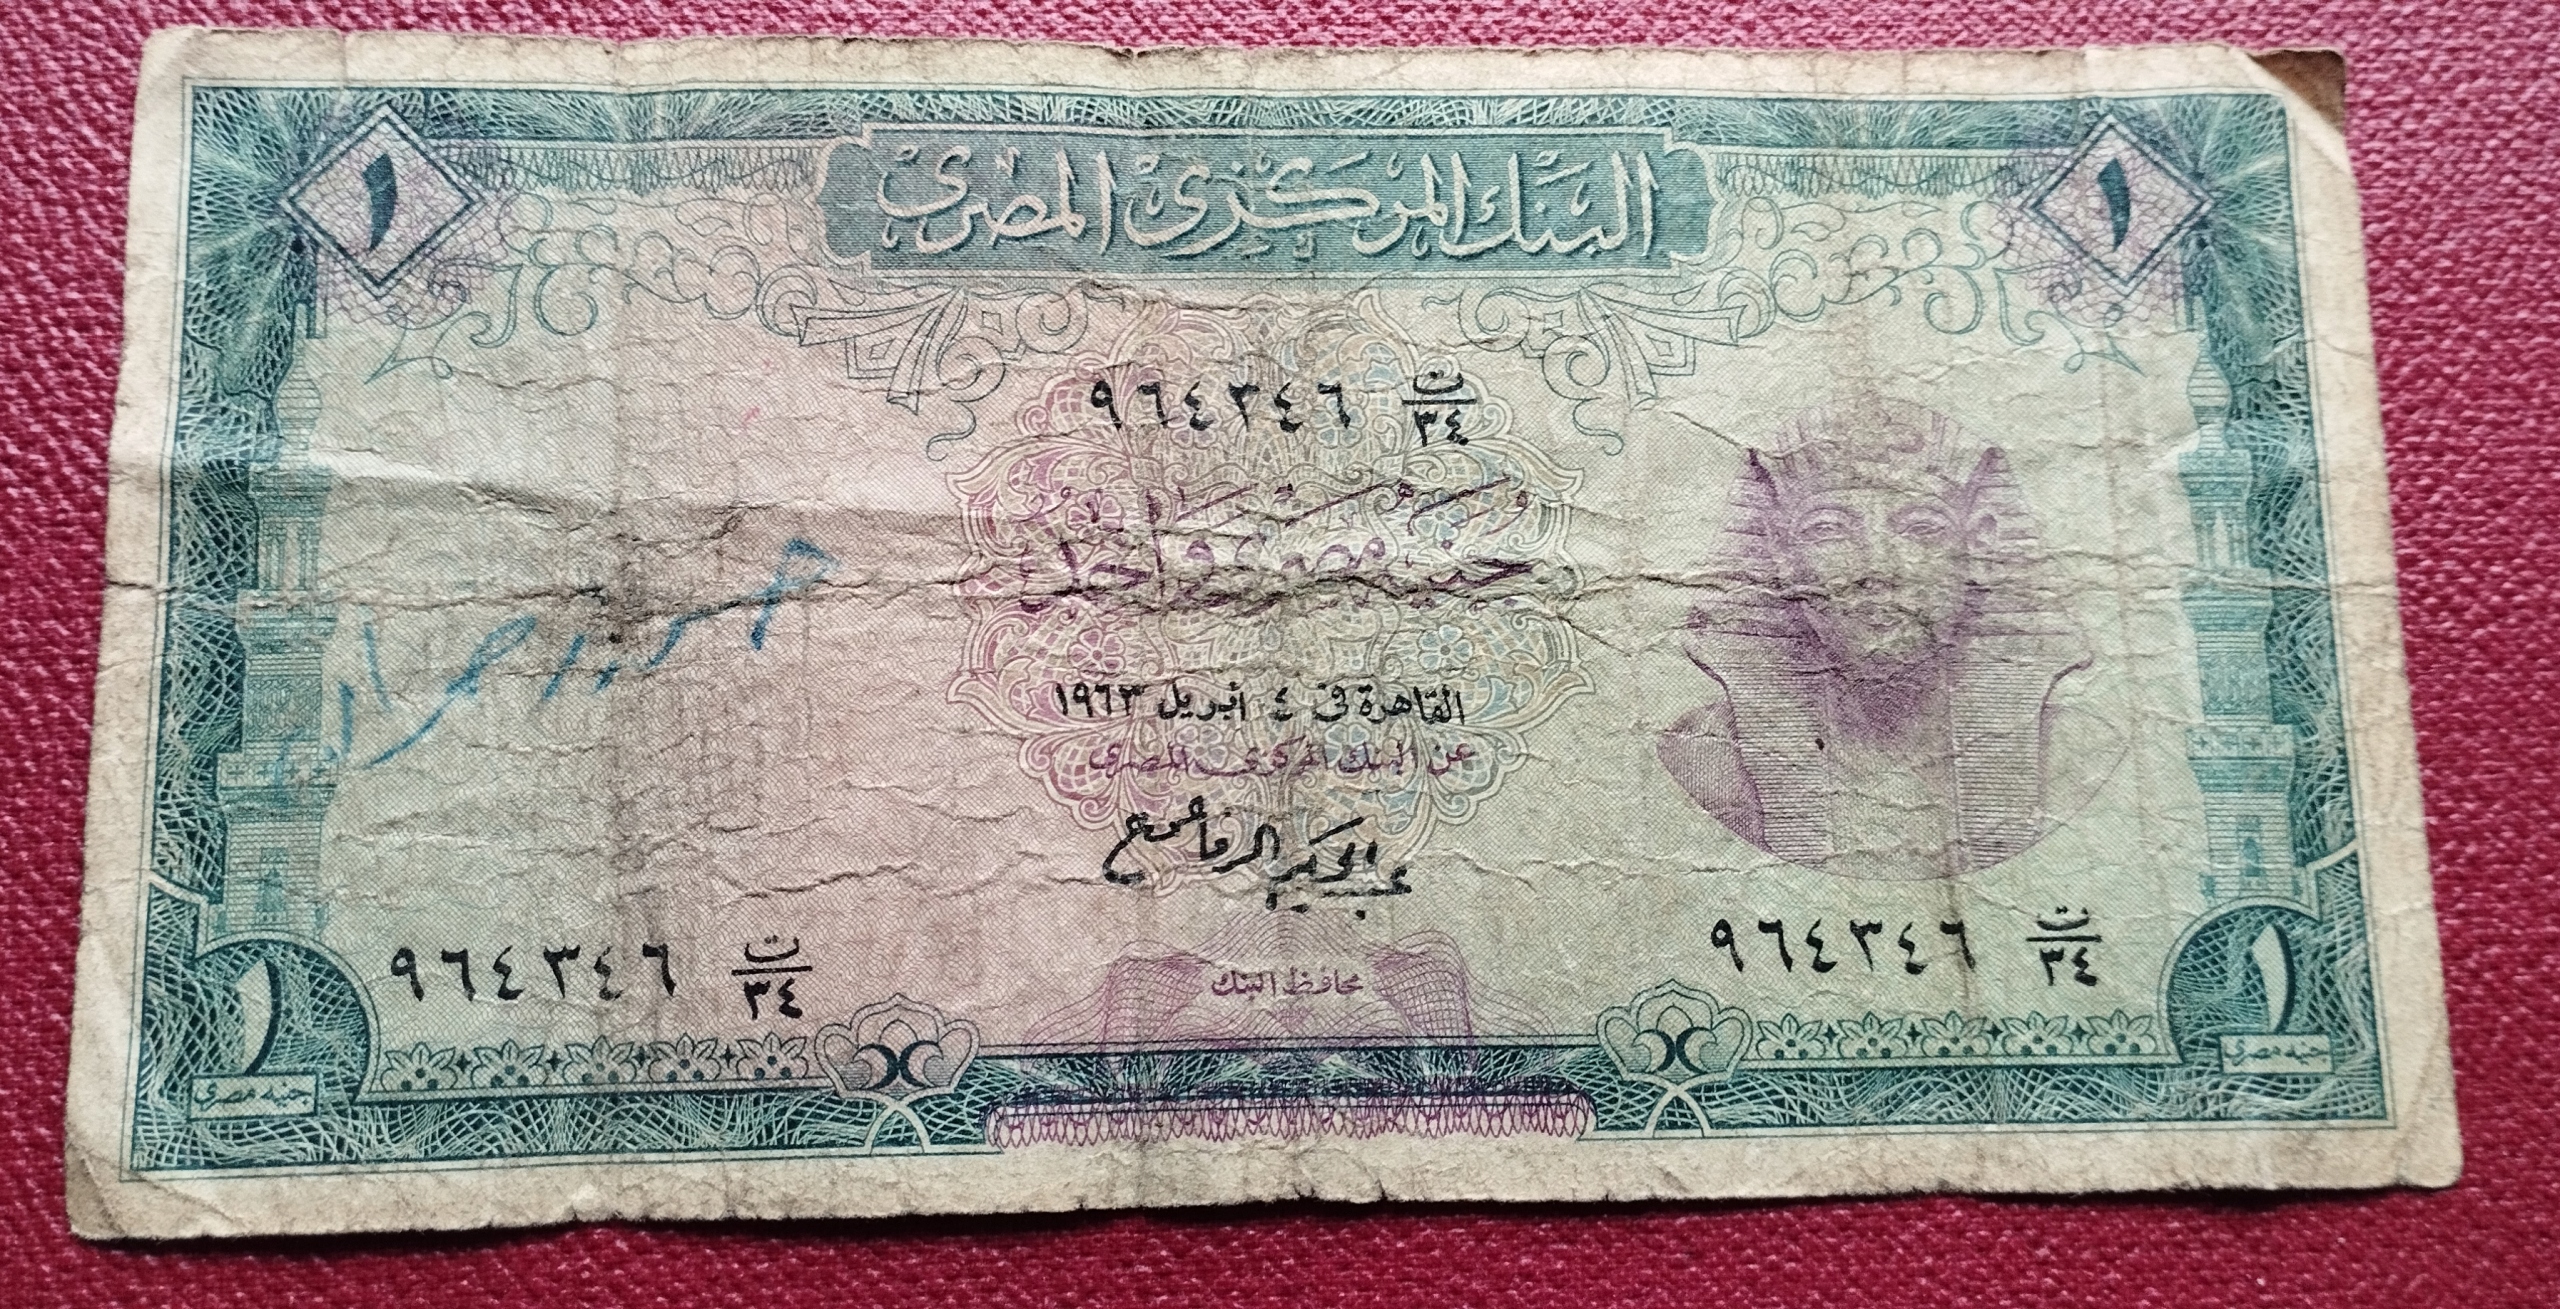 ١ ١
البنك المركزي المصرى
٩٦٤٣٤٦ ت/٣٤
جنيه مصرى واحد
القاهرة فى ٤ أبريل ١٩٦٣
عن البنك المركزى المصرى
عبد الحكيم الرفاعى
٩٦٤٣٤٦ ت/٣٤
٩٦٤٣٤٦ ت/٣٤
محافظ البنك
١ ١
جنيه مصرى جنيه مصرى